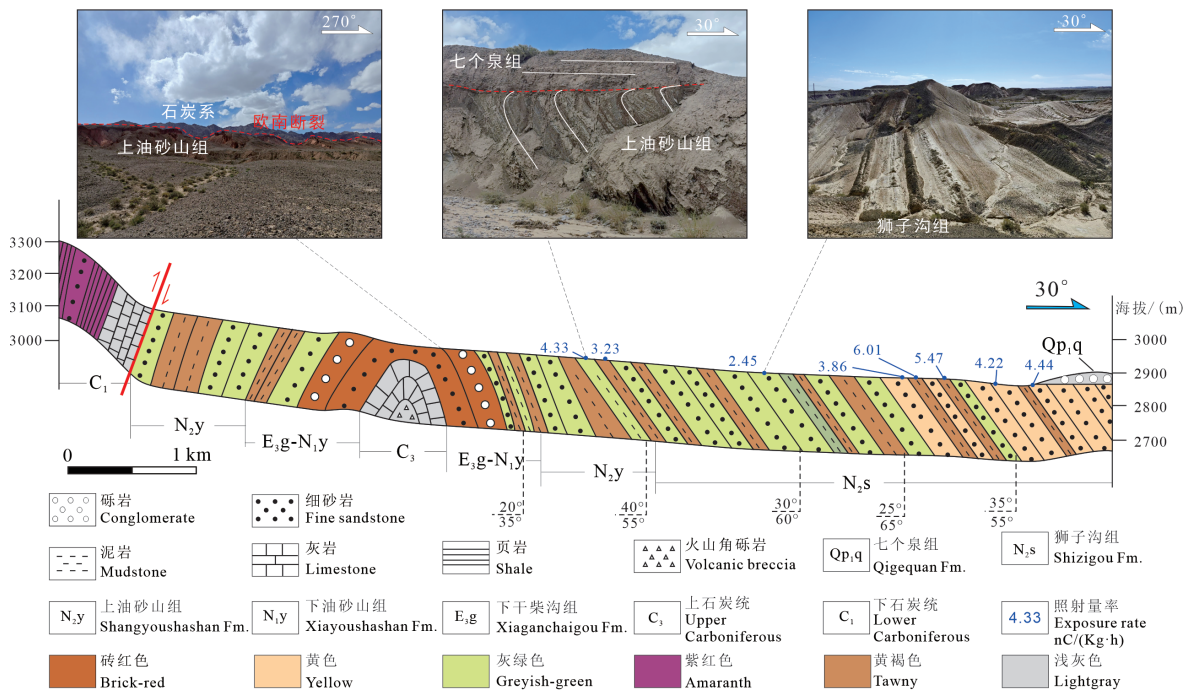 270°
石炭系
欧南断裂
上油砂山组
30°
七个泉组
上油砂山组
30°
狮子沟组
3300
3200
3100
3000
30°
海拔/(m)
3000
2900
2800
2700
4.33
3.23
2.45
3.86
6.01
5.47
4.22
4.44
Qp₁q
C₁
N₂y
E₃g-N₁y
C₃
E₃g-N₁y
N₂y
N₂s
0 1 km
20°
35°
40°
55°
30°
60°
25°
65°
35°
55°
砾岩
Conglomerate
细砂岩
Fine sandstone
泥岩
Mudstone
灰岩
Limestone
页岩
Shale
火山角砾岩
Volcanic breccia
Qp₁q
七个泉组
Qigequan Fm.
N₂s
狮子沟组
Shizigou Fm.
N₂y
上油砂山组
Shangyoushashan Fm.
N₁y
下油砂山组
Xiayoushashan Fm.
E₃g
下干柴沟组
Xiaganchaigou Fm.
C₃
上石炭统
Upper
Carboniferous
C₁
下石炭统
Lower
Carboniferous
4.33
照射量率
Exposure rate
nC/(Kg·h)
砖红色
Brick-red
黄色
Yellow
灰绿色
Greyish-green
紫红色
Amaranth
黄褐色
Tawny
浅灰色
Lightgray